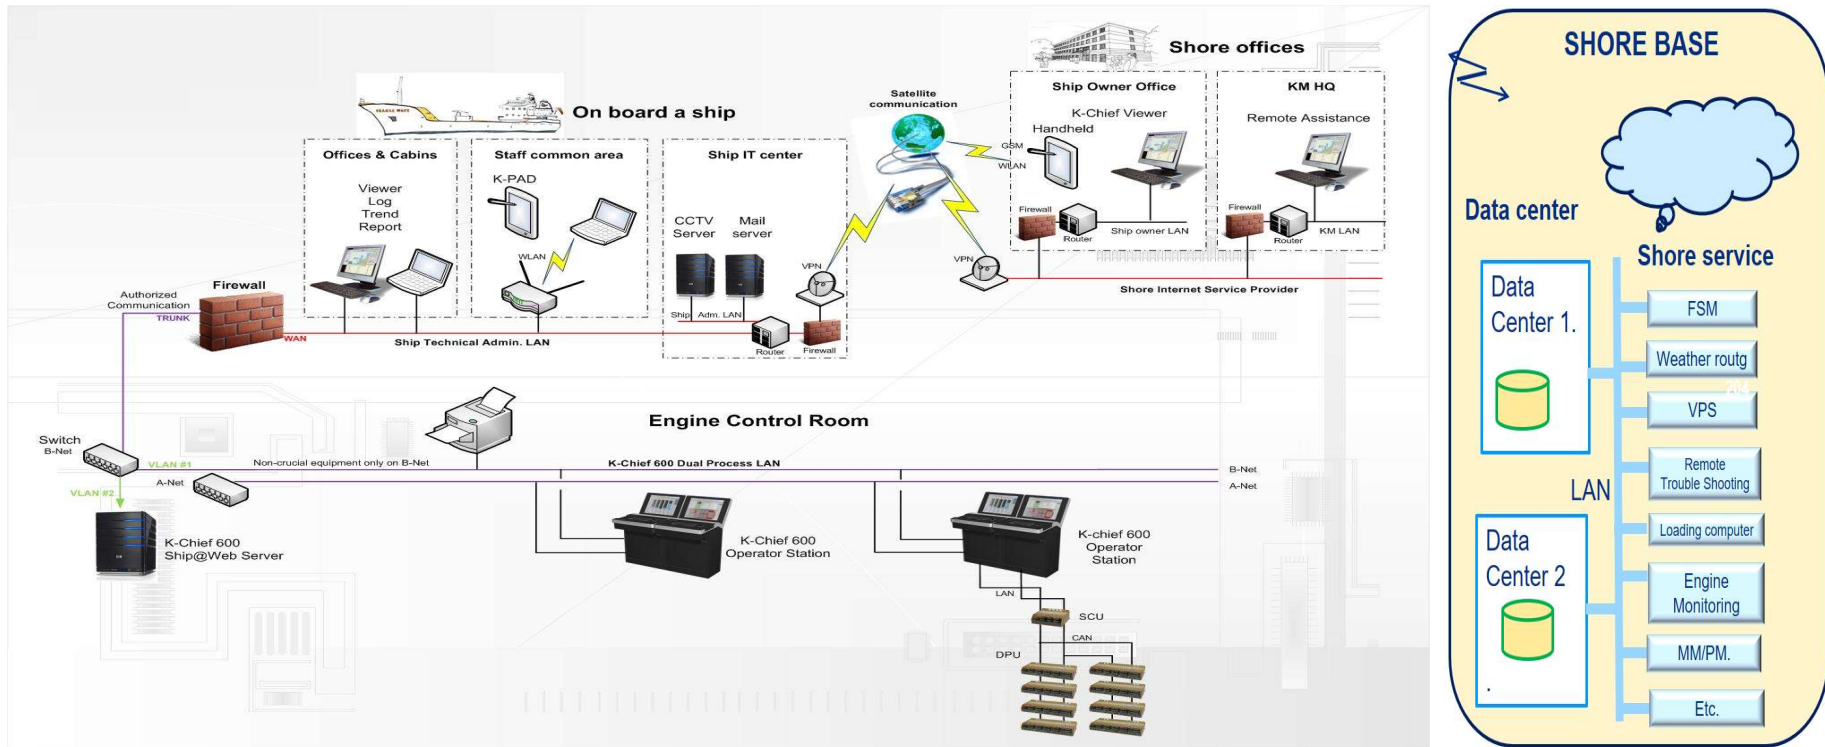 Shore offices
On board a ship
Satellite
communication
Ship Owner Office
K-Chief Viewer
Handheld
GSM
WLAN
Firewall
Router
Ship owner LAN
KM HQ
Remote Assistance
Firewall
Router
KM LAN
VPN
Shore Internet Service Provider
Offices & Cabins
Viewer
Log
Trend
Report
Staff common area
K-PAD
WLAN
Ship IT center
CCTV
Server
Mail
server
VPN
Ship Adm. LAN
Router
Firewall
Authorized
Communication
TRUNK
Firewall
WAN
Ship Technical Admin. LAN
Engine Control Room
Switch
B-Net
VLAN #1
Non-crucial equipment only on B-Net
K-Chief 600 Dual Process LAN
B-Net
A-Net
A-Net
VLAN #2
K-Chief 600
Ship@Web Server
K-Chief 600
Operator Station
K-chief 600
Operator
Station
LAN
SCU
CAN
DPU
SHORE BASE
Data center
Shore service
Data
Center 1.
FSM
Weather routg
204
VPS
Remote
Trouble Shooting
LAN
Loading computer
Data
Center 2
.
Engine
Monitoring
MM/PM.
Etc.